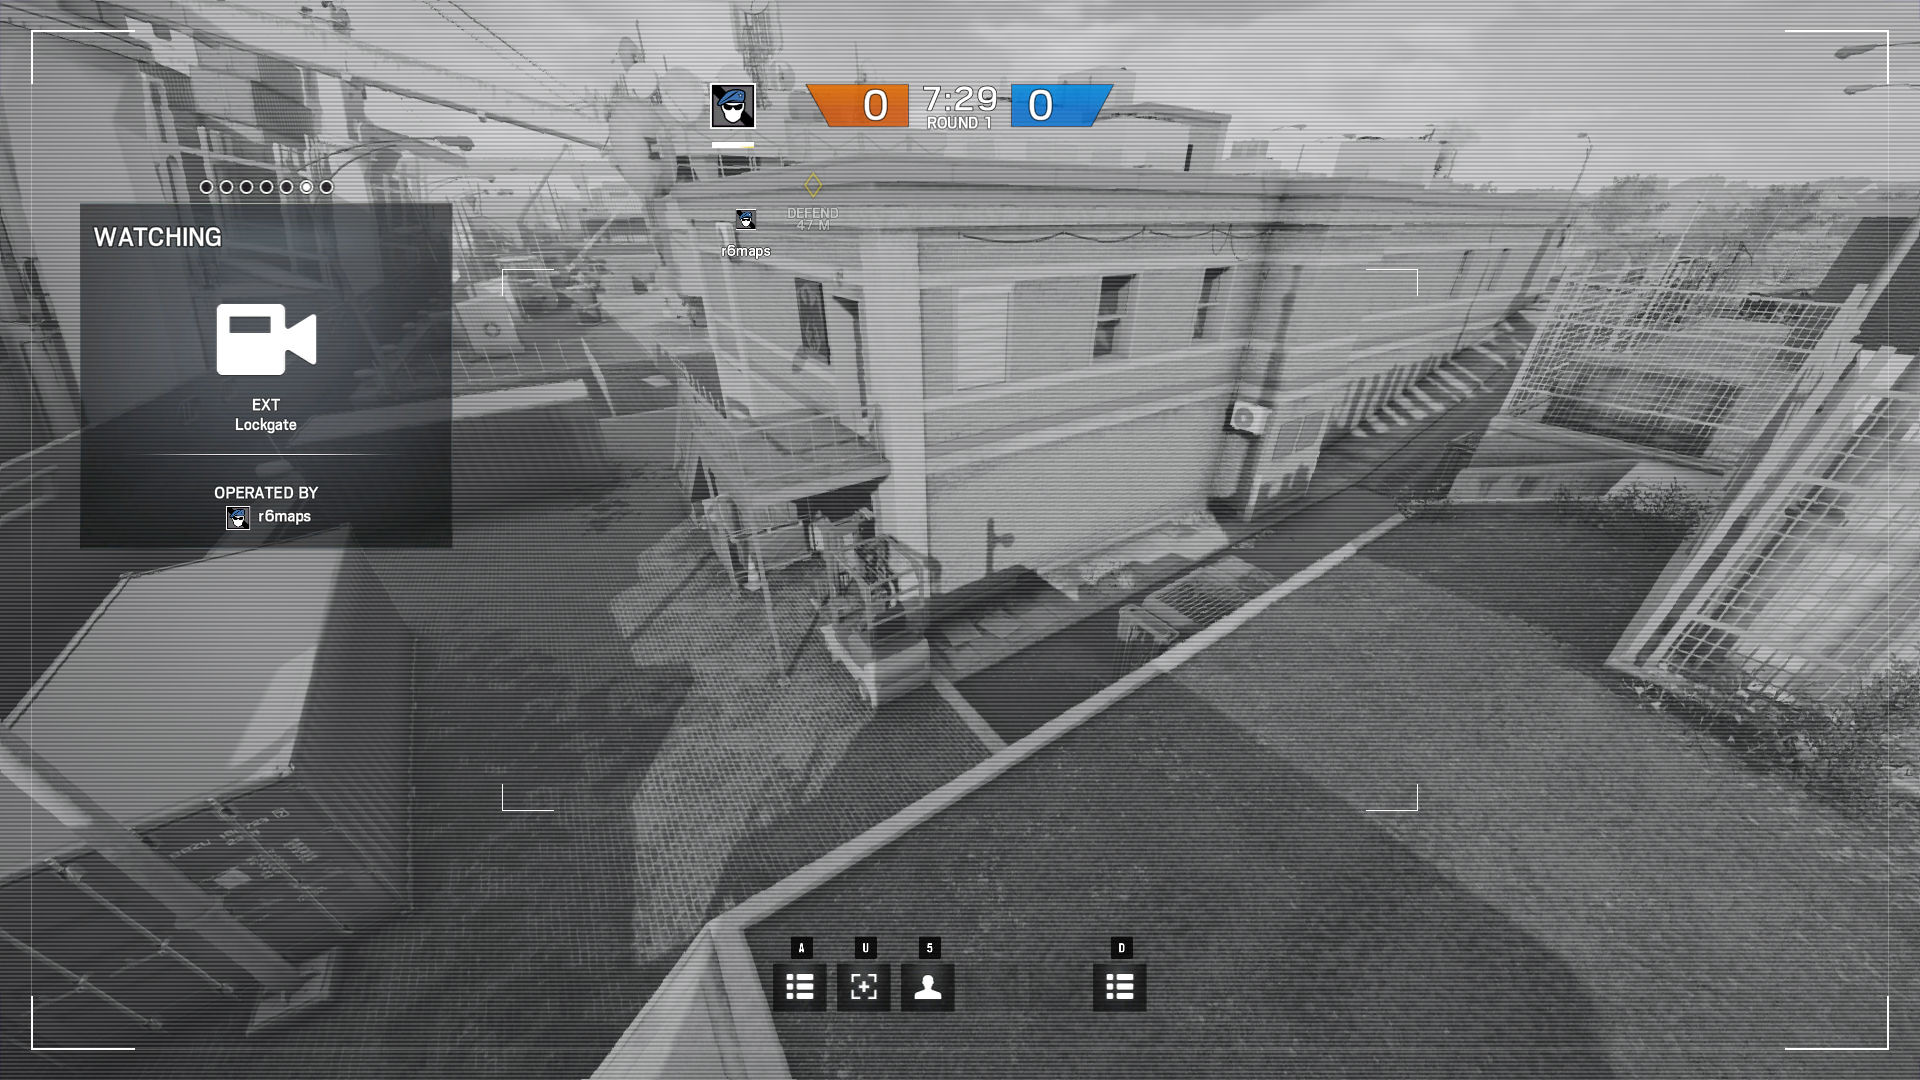 0
7:29
0
ROUND 1
WATCHING
DEFEND
47 M
r6maps
EXT
Lockgate
OPERATED BY
r6maps
A
U
5
D